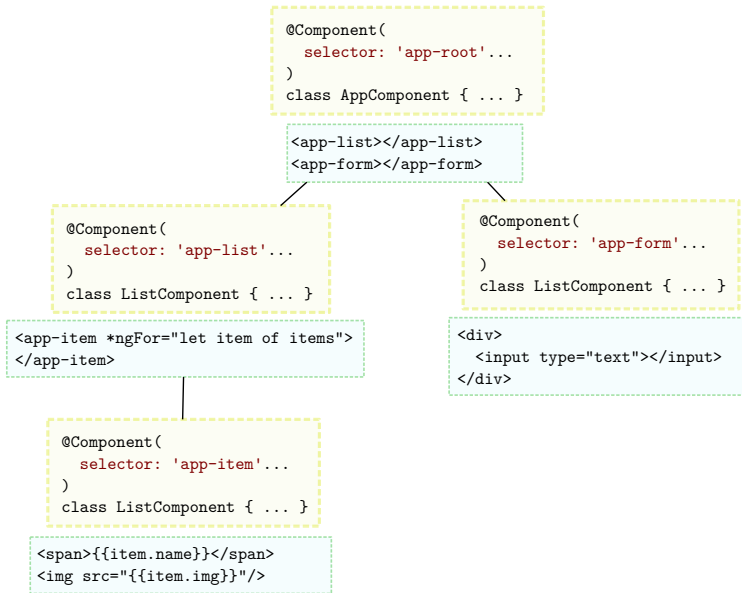 @Component(
  selector: 'app-root'...
)
class AppComponent { ... }
<app-list></app-list>
<app-form></app-form>
@Component(
  selector: 'app-list'...
)
class ListComponent { ... }
<app-item *ngFor="let item of items">
</app-item>
@Component(
  selector: 'app-form'...
)
class ListComponent { ... }
<div>
  <input type="text"></input>
</div>
@Component(
  selector: 'app-item'...
)
class ListComponent { ... }
<span>{{item.name}}</span>
<img src="{{item.img}}"/>